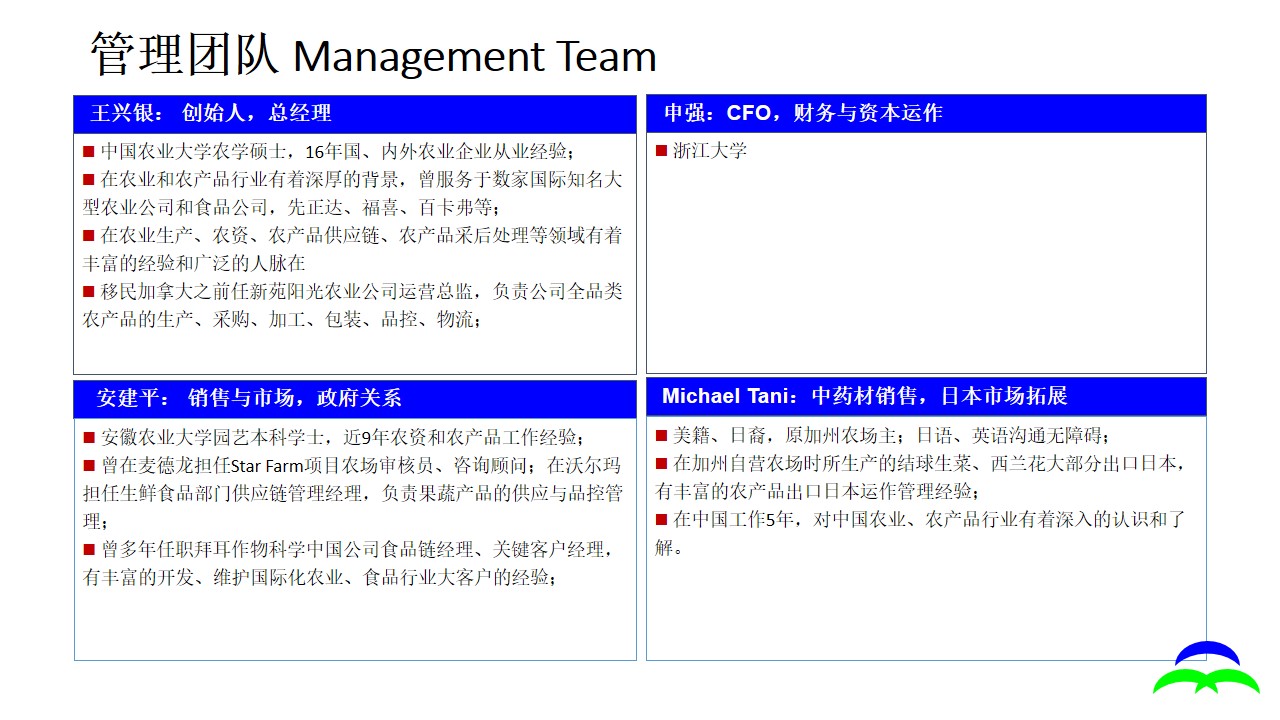 管理团队 Management Team
王兴银： 创始人，总经理
■ 中国农业大学农学硕士，16年国、内外农业企业从业经验；
■ 在农业和农产品行业有着深厚的背景，曾服务于数家国际知名大
型农业公司和食品公司，先正达、福喜、百卡弗等；
■ 在农业生产、农资、农产品供应链、农产品采后处理等领域有着
丰富的经验和广泛的人脉在
■ 移民加拿大之前任新苑阳光农业公司运营总监，负责公司全品类
农产品的生产、采购、加工、包装、品控、物流；
申强：CFO，财务与资本运作
■ 浙江大学
安建平： 销售与市场，政府关系
■ 安徽农业大学园艺本科学士，近9年农资和农产品工作经验；
■ 曾在麦德龙担任Star Farm项目农场审核员、咨询顾问；在沃尔玛
担任生鲜食品部门供应链管理经理，负责果蔬产品的供应与品控管
理；
■ 曾多年任职拜耳作物科学中国公司食品链经理、关键客户经理，
有丰富的开发、维护国际化农业、食品行业大客户的经验；
Michael Tani：中药材销售，日本市场拓展
■ 美籍、日裔，原加州农场主；日语、英语沟通无障碍；
■ 在加州自营农场时所生产的结球生菜、西兰花大部分出口日本，
有丰富的农产品出口日本运作管理经验；
■ 在中国工作5年，对中国农业、农产品行业有着深入的认识和了
解。